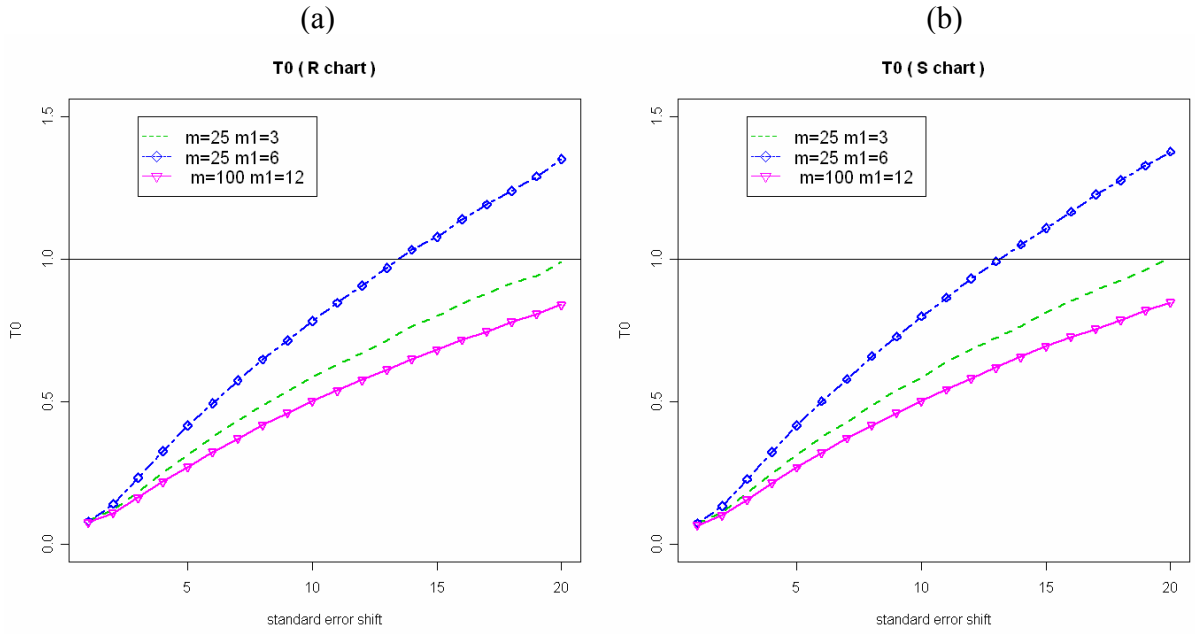 (a)
T0 ( R chart )
1.5
1.0
0.5
0.0
T0
m=25 m1=3
m=25 m1=6
m=100 m1=12
5
10
15
20
standard error shift
(b)
T0 ( S chart )
1.5
1.0
0.5
0.0
T0
m=25 m1=3
m=25 m1=6
m=100 m1=12
5
10
15
20
standard error shift